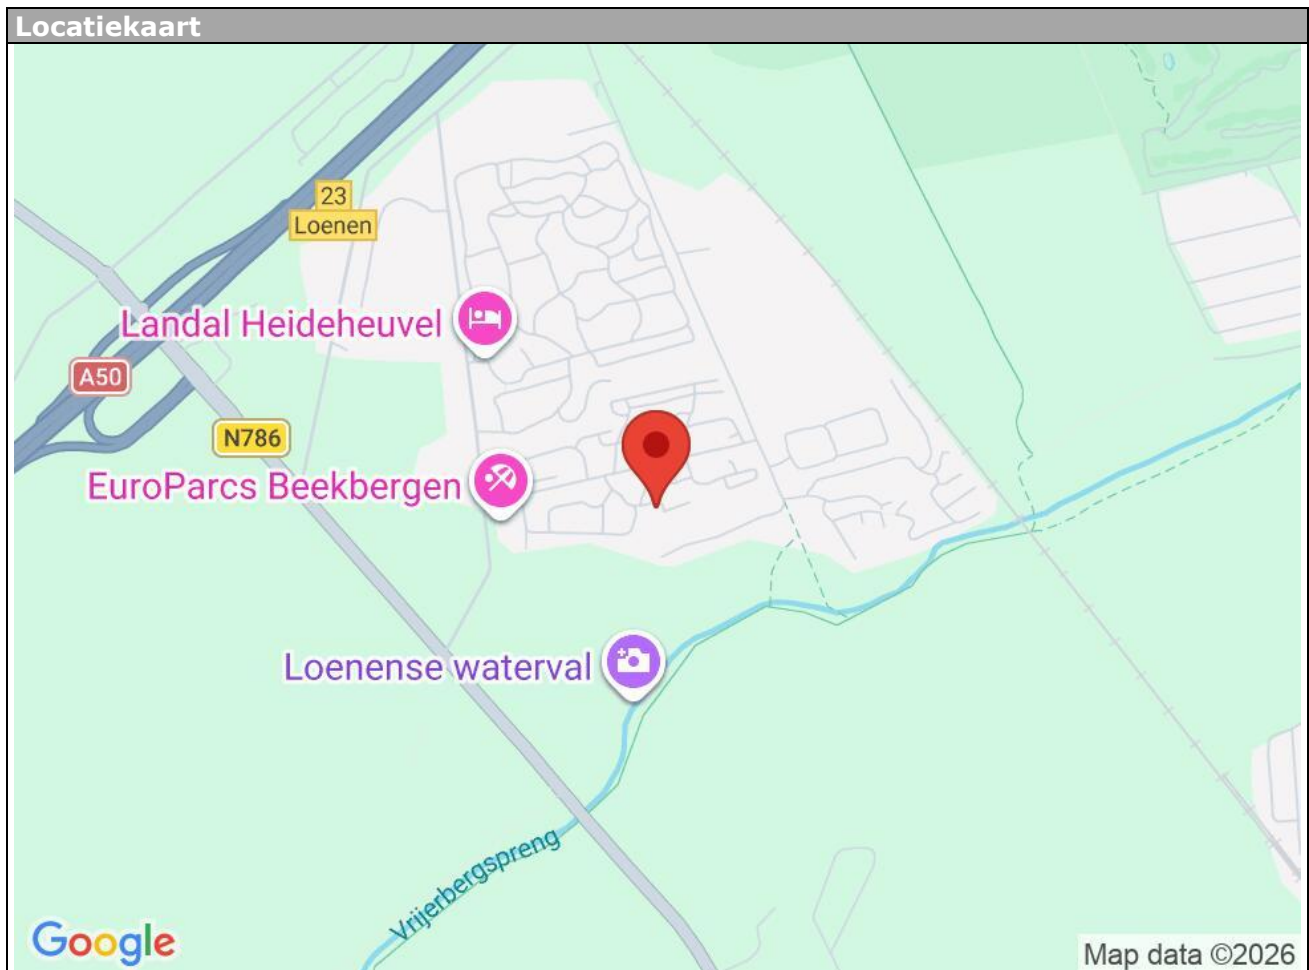 Locatiekaart
23
Loenen
Landal Heideheuvel
A50
N786
EuroParcs Beekbergen
Loenense waterval
Vrijerbergspreng
Google
Map data ©2026